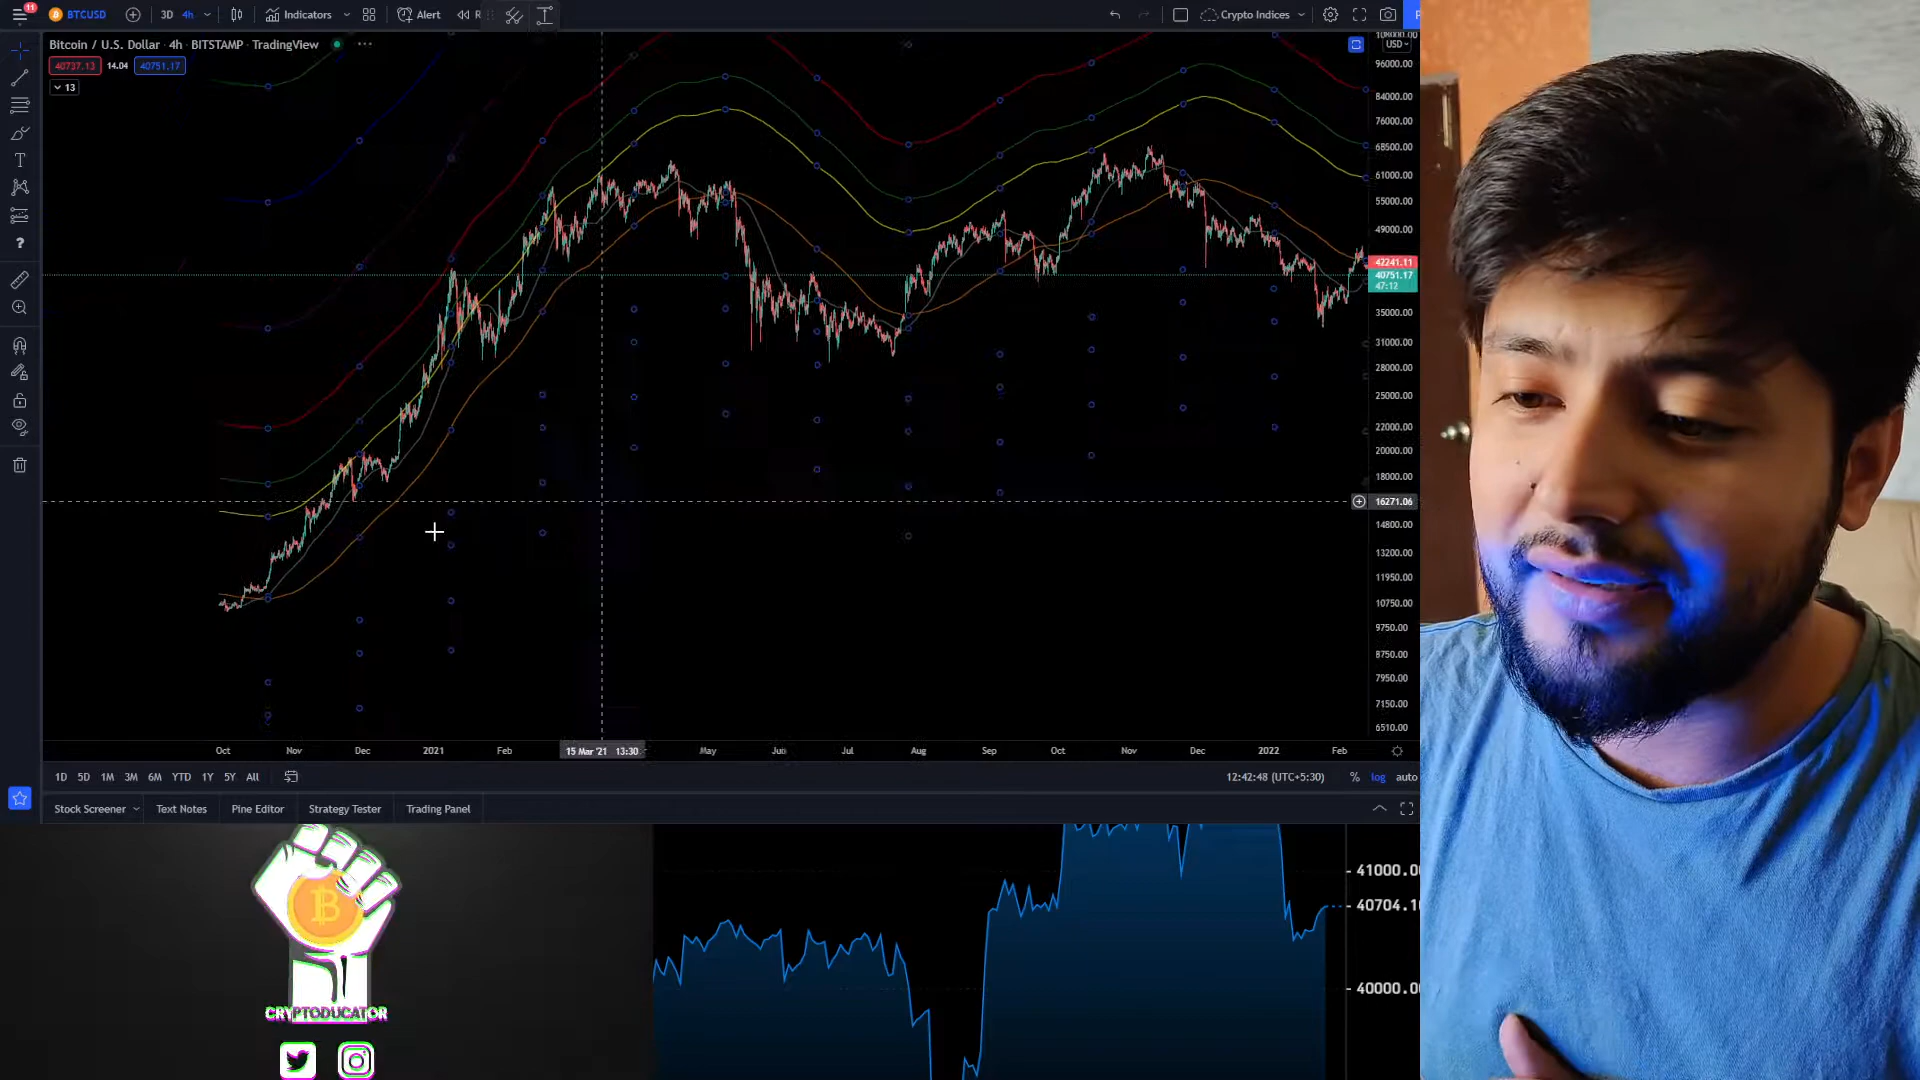 11
BTCUSD
3D 4h
Indicators
Alert
Crypto Indices
Bitcoin / U.S. Dollar · 4h · BITSTAMP · TradingView
40737.13 14.04 40751.17
13
USD
96000.00
84000.00
76000.00
68500.00
61000.00
55000.00
49000.00
42241.11
40751.17
47:12
35000.00
31000.00
28000.00
25000.00
22000.00
20000.00
18000.00
16271.06
14800.00
13200.00
11950.00
10750.00
9750.00
8750.00
7950.00
7150.00
6510.00
Oct Nov Dec 2021 Feb 15 Mar '21 13:30 May Jun Jul Aug Sep Oct Nov Dec 2022 Feb
1D 5D 1M 3M 6M YTD 1Y 5Y All
12:42:48 (UTC+5:30) % log auto
Stock Screener Text Notes Pine Editor Strategy Tester Trading Panel
41000.0
40704.1
40000.0
B
CRYPTODUCATOR